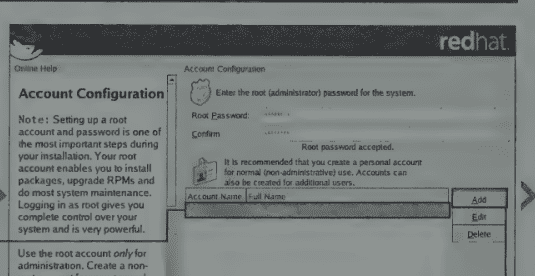 redhat.
Online Help
Account Configuration
Note: Setting up a root
account and password is one of
the most important steps during
your installation. Your root
account enables you to install
packages, upgrade RPMs and
do most system maintenance.
Logging in as root gives you
complete control over your
system and is very powerful.
Use the root account only for
administration. Create a non-
Account Configuration
Enter the root (administrator) password for the system.
Root Password:
Confirm
Root password accepted.
It is recommended that you create a personal account
for normal (non-administrative) use. Accounts can
also be created for additional users.
Account Name Full Name
Add
Edit
Delete